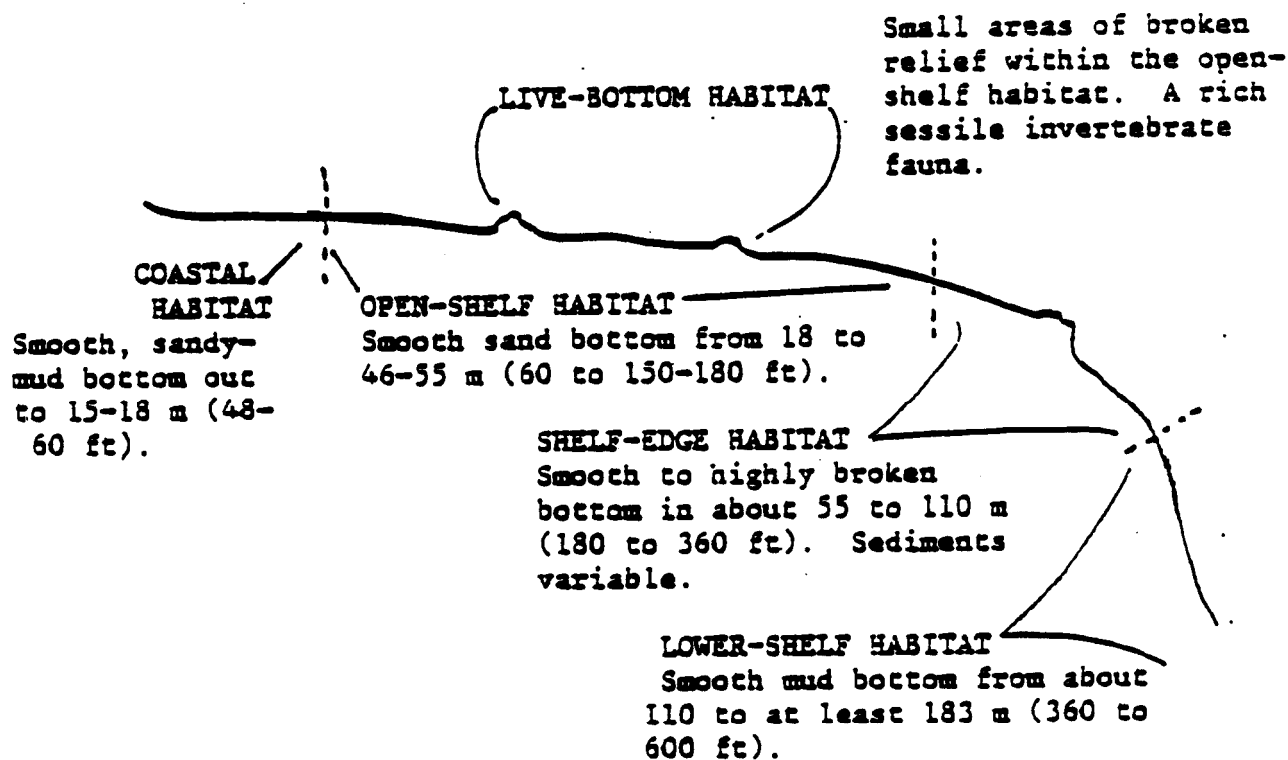 LIVE-BOTTOM HABITAT
Small areas of broken
relief within the open-
shelf habitat. A rich
sessile invertebrate
fauna.
COASTAL
HABITAT
Smooth, sandy-
mud bottom out
to 15-18 m (48-
60 ft).
OPEN-SHELF HABITAT
Smooth sand bottom from 18 to
46-55 m (60 to 150-180 ft).
SHELF-EDGE HABITAT
Smooth to highly broken
bottom in about 55 to 110 m
(180 to 360 ft). Sediments
variable.
LOWER-SHELF HABITAT
Smooth mud bottom from about
110 to at least 183 m (360 to
600 ft).